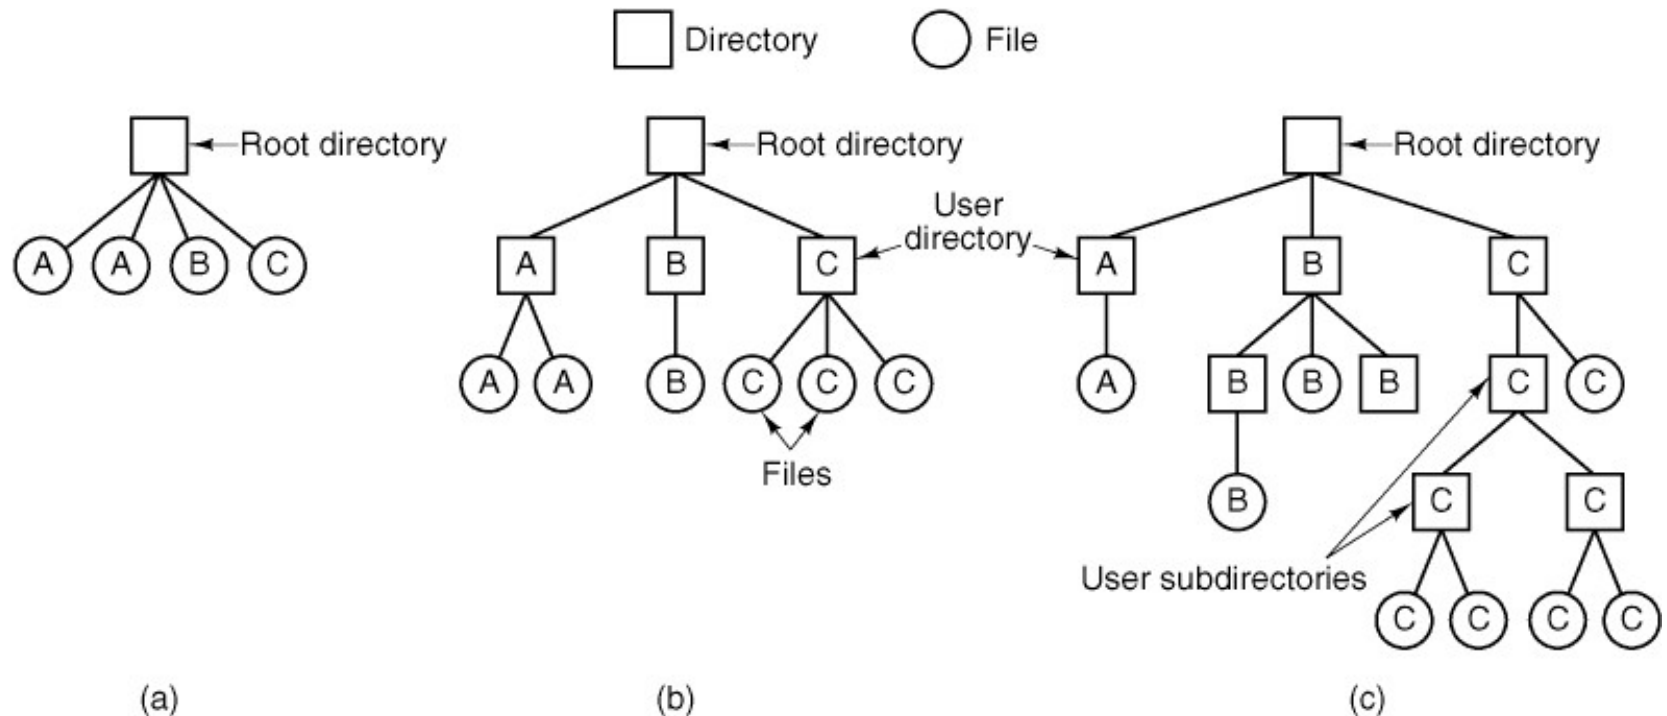 Directory File
Root directory Root directory Root directory
User
directory
A A B C A B C A B C
A A B C C C A B B B C C
Files
B C C
User subdirectories
C C C C
(a) (b) (c)